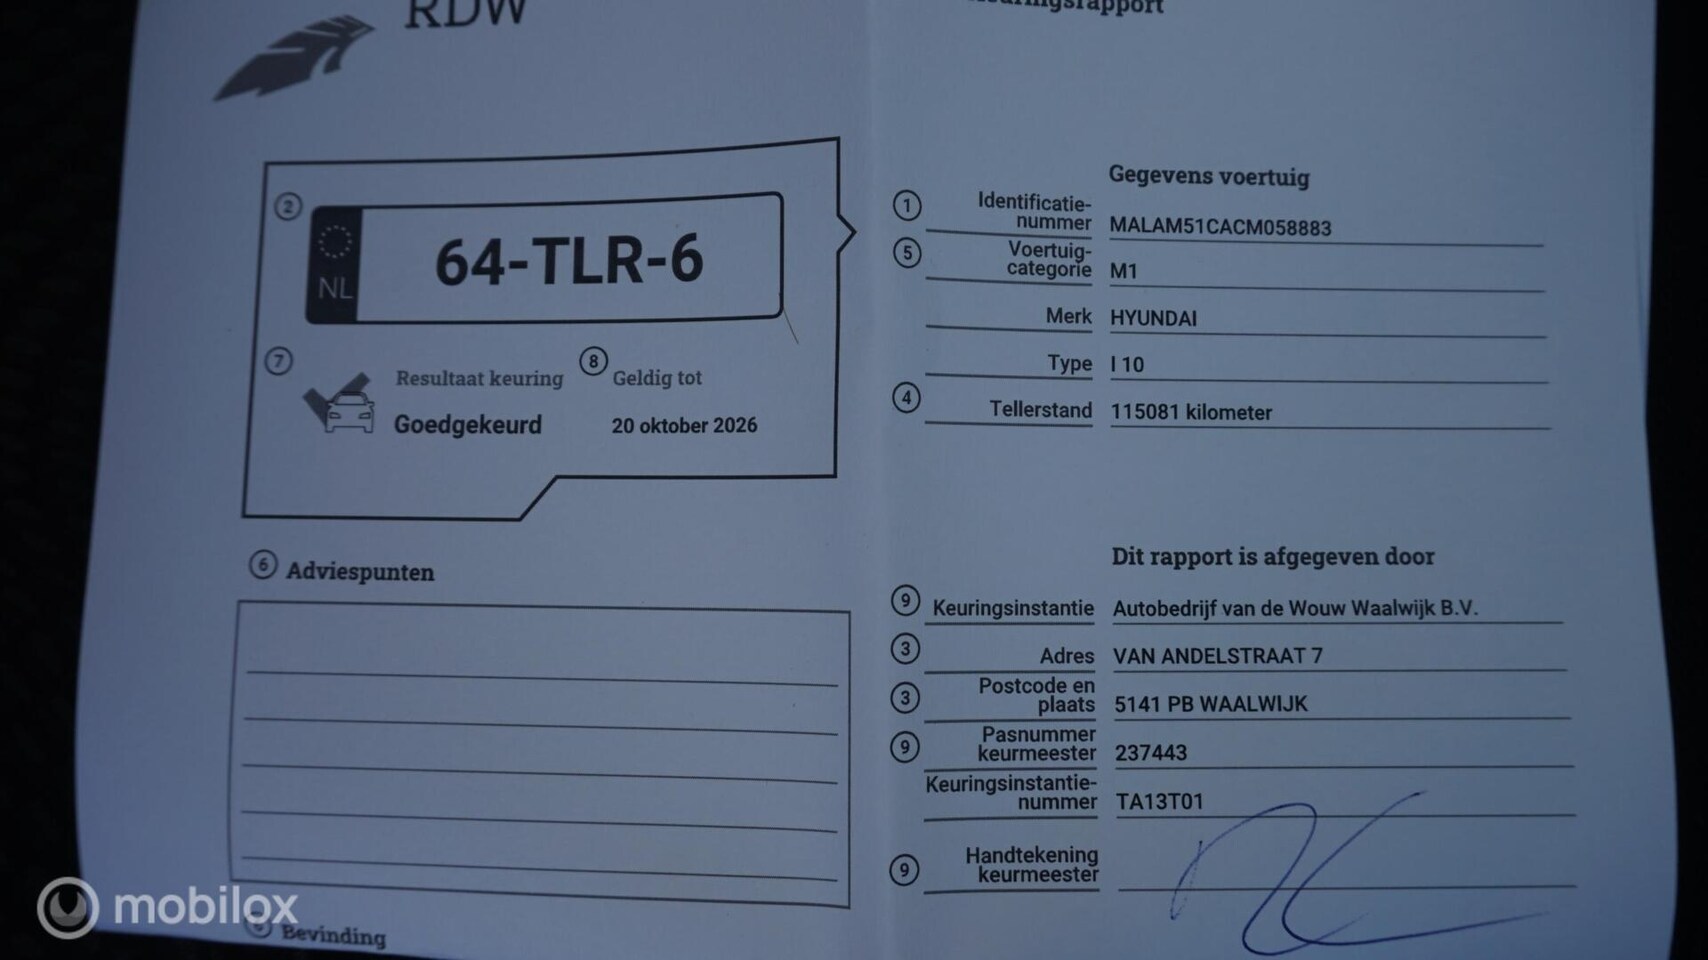 RDW
2
NL
64-TLR-6
7
Resultaat keuring
Goedgekeurd
8
Geldig tot
20 oktober 2026
6 Adviespunten
Bevinding
Gegevens voertuig
1 Identificatie-
nummer MALAM51CACM058883
5 Voertuig-
categorie M1
Merk HYUNDAI
Type I 10
4 Tellerstand 115081 kilometer
Dit rapport is afgegeven door
9 Keuringsinstantie Autobedrijf van de Wouw Waalwijk B.V.
3 Adres VAN ANDELSTRAAT 7
3 Postcode en
plaats 5141 PB WAALWIJK
9 Pasnummer
keurmeester 237443
Keuringsinstantie-
nummer TA13T01
9 Handtekening
keurmeester
mobilox